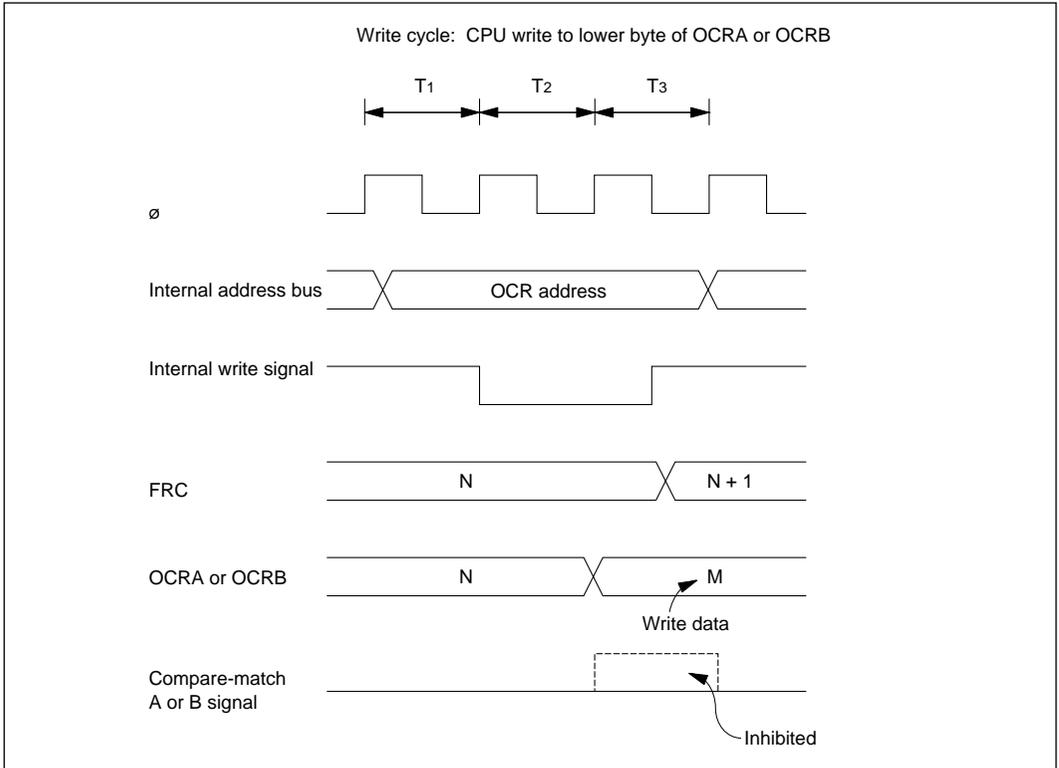 Write cycle: CPU write to lower byte of OCRA or OCRB
T1 T2 T3
ø
Internal address bus OCR address
Internal write signal
FRC N N + 1
OCRA or OCRB N M
Write data
Compare-match
A or B signal
Inhibited